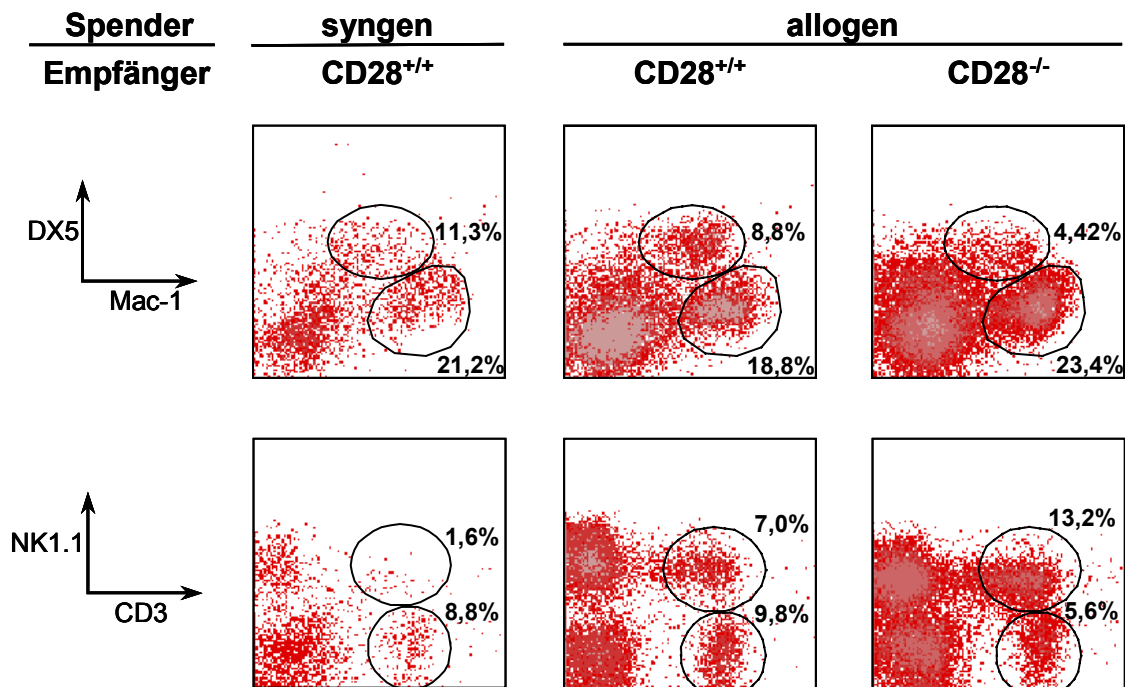 Spender syngen allogen
Empfänger CD28+/+ CD28+/+ CD28-/-
DX5
Mac-1
11,3%
21,2%
8,8%
18,8%
4,42%
23,4%
NK1.1
CD3
1,6%
8,8%
7,0%
9,8%
13,2%
5,6%